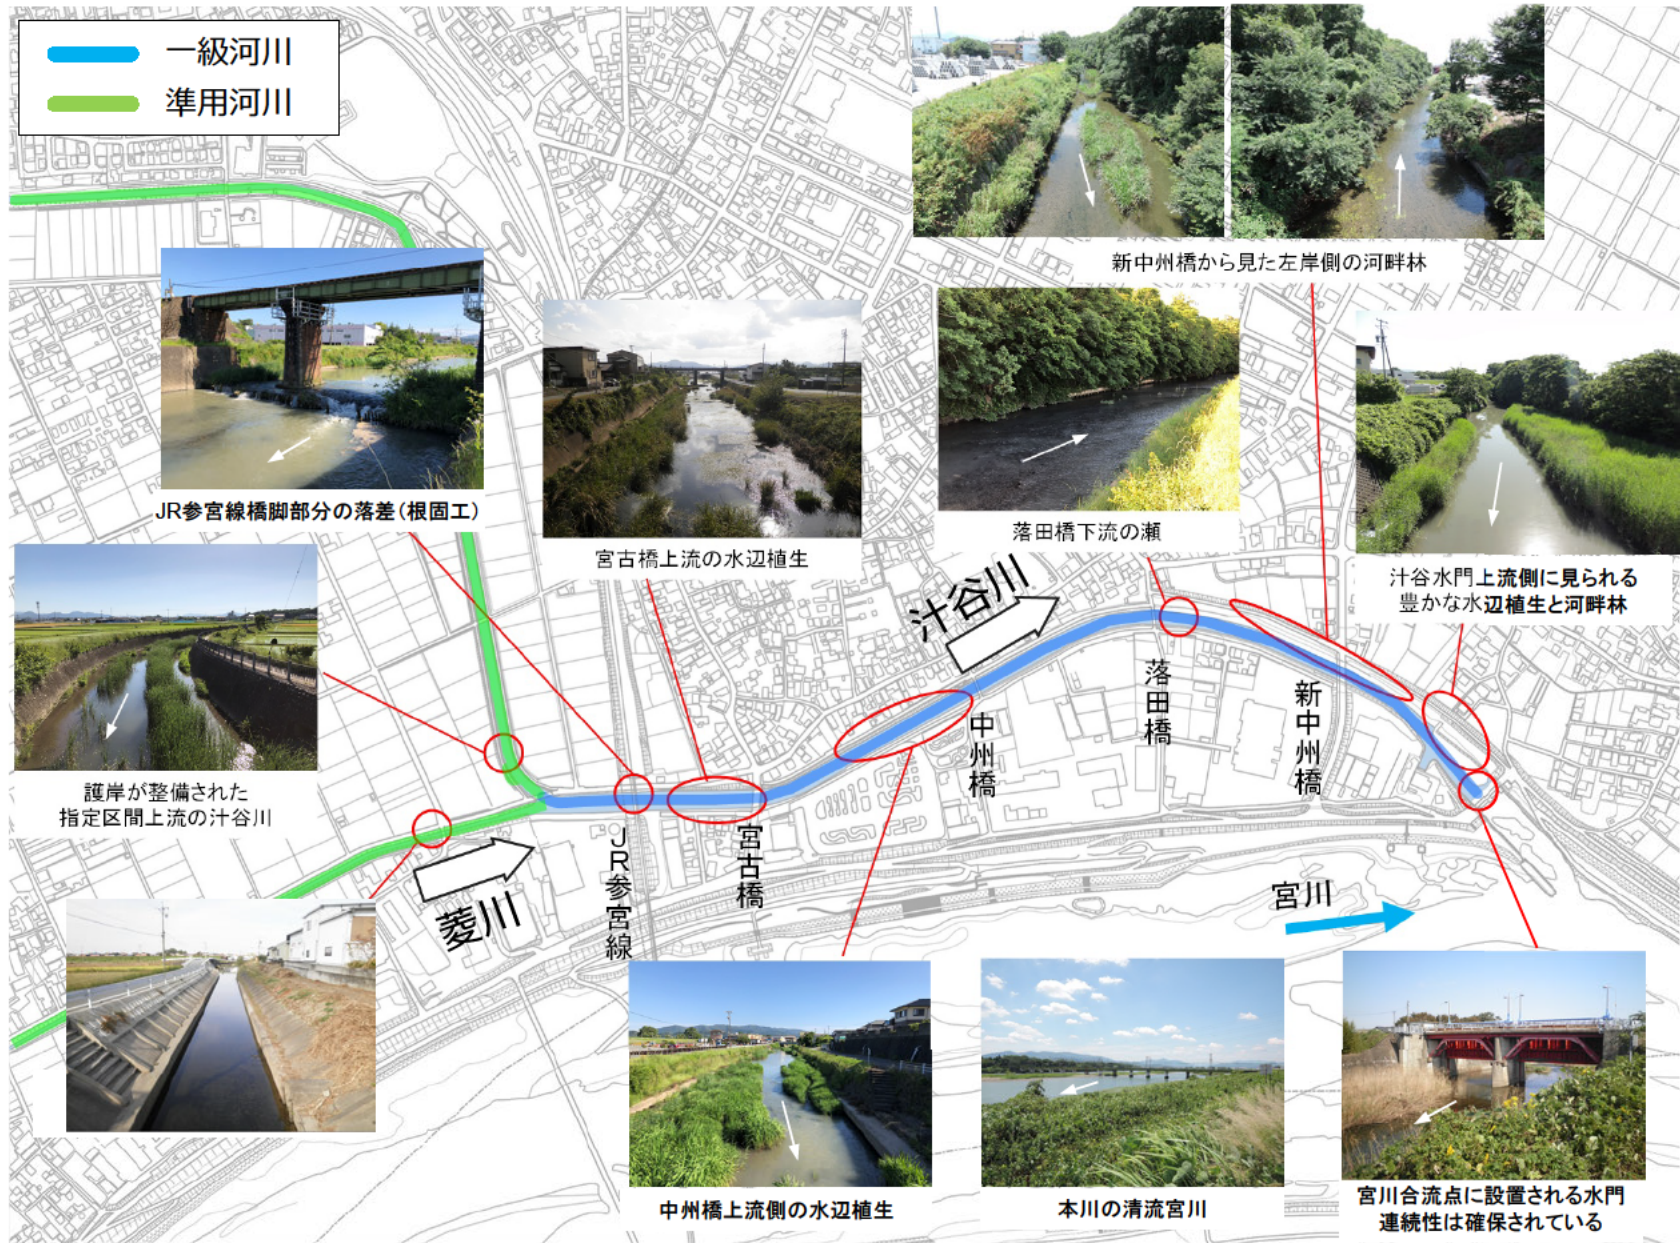 一級河川
準用河川
新中州橋から見た左岸側の河畔林
JR参宮線橋脚部分の落差(根固工)
宮古橋上流の水辺植生
落田橋下流の瀬
汁谷水門上流側に見られる
豊かな水辺植生と河畔林
汁谷川
護岸が整備された
指定区間上流の汁谷川
落田橋
新中州橋
中州橋
宮古橋
JR参宮線
菱川
宮川
中州橋上流側の水辺植生
本川の清流宮川
宮川合流点に設置される水門
連続性は確保されている